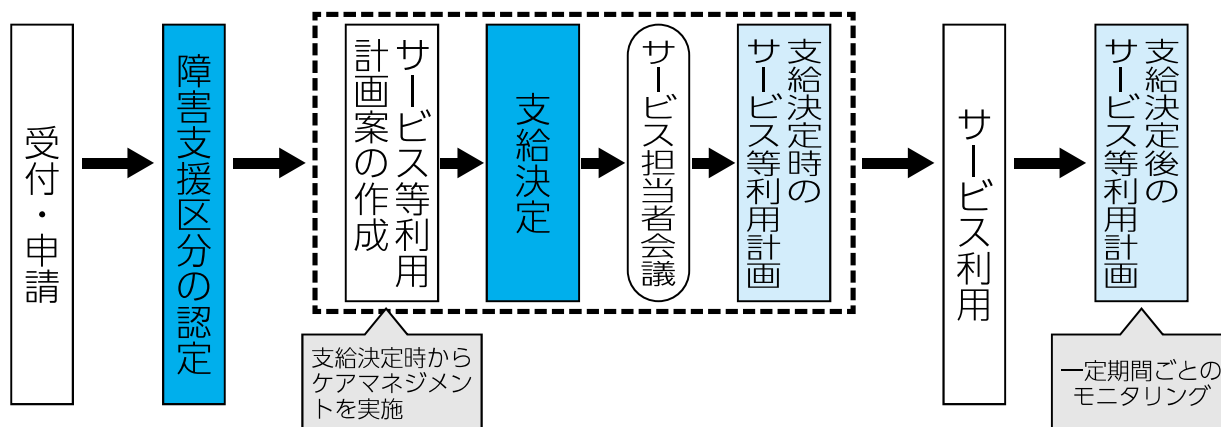 受付・申請
障害支援区分の認定
サービス等利用
計画案の作成
支給決定時から
ケアマネジメン
トを実施
支給決定
サービス担当者会議
支給決定時の
サービス等利用計画
サービス利用
支給決定後の
サービス等利用計画
一定期間ごとの
モニタリング